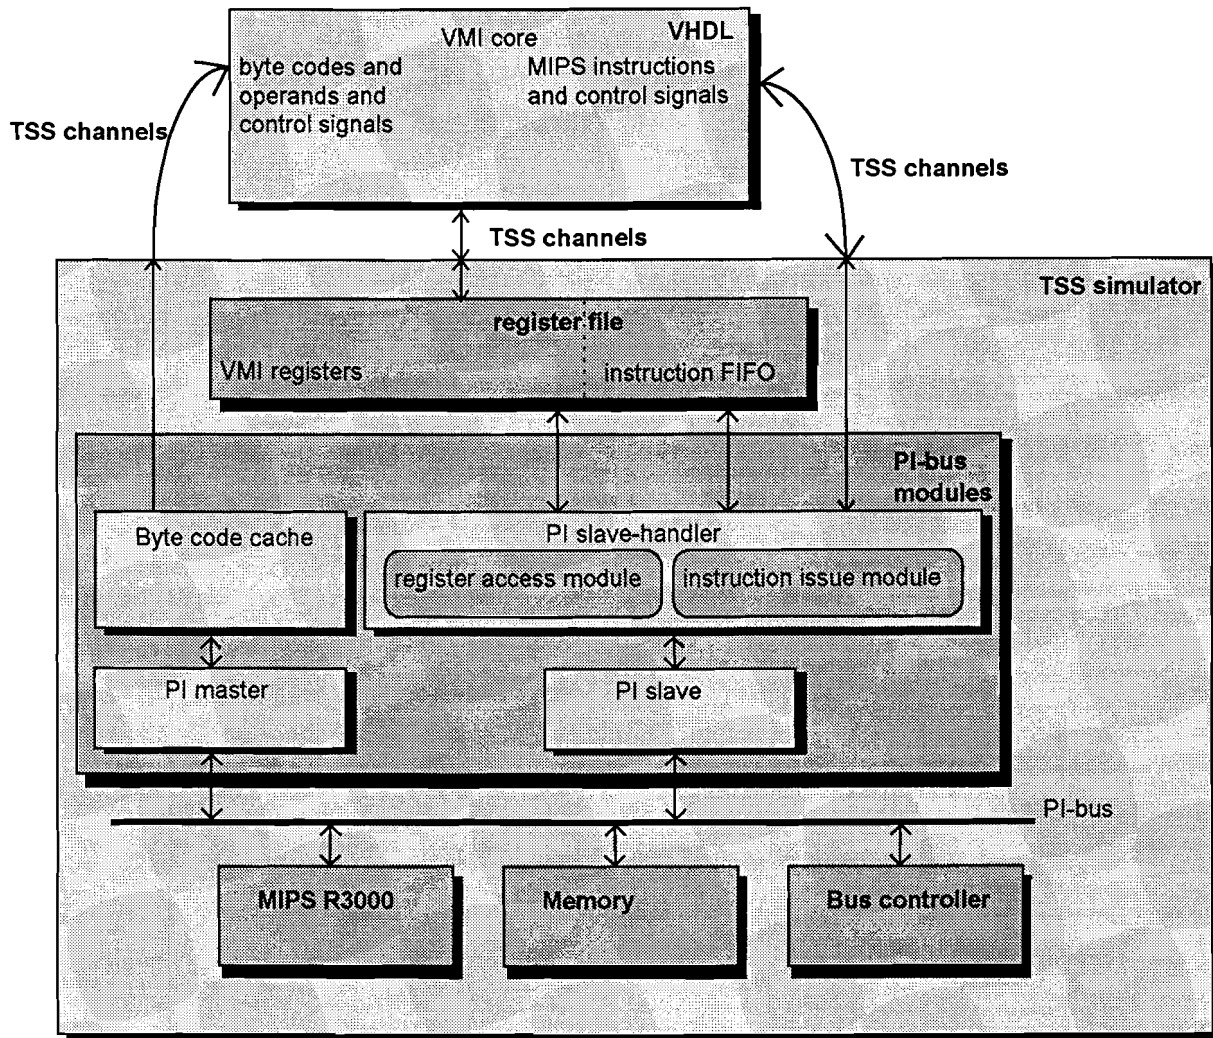 VMI core
VHDL
byte codes and
operands and
control signals
MIPS instructions
and control signals
TSS channels
TSS channels
TSS channels
TSS simulator
register file
VMI registers
instruction FIFO
PI-bus
modules
Byte code cache
PI slave-handler
register access module
instruction issue module
PI master
PI slave
PI-bus
MIPS R3000
Memory
Bus controller